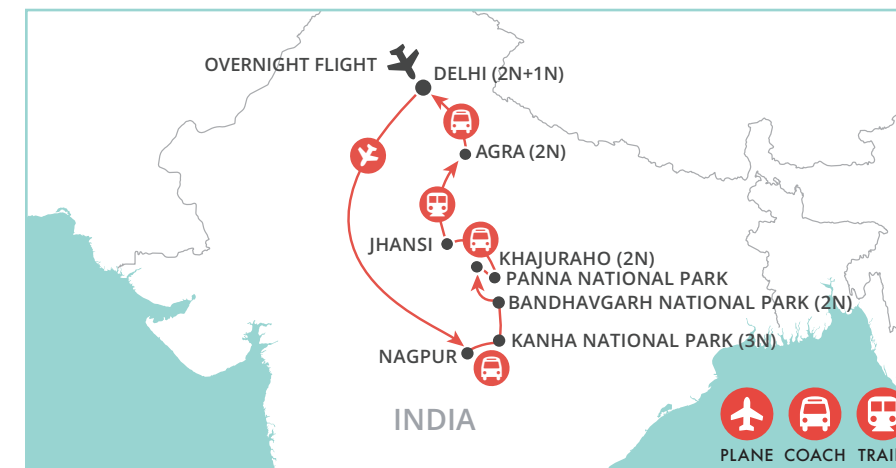 OVERNIGHT FLIGHT
DELHI (2N+1N)
AGRA (2N)
JHANSI
KHAJURAHO (2N)
PANNA NATIONAL PARK
BANDHAVGARH NATIONAL PARK (2N)
KANHA NATIONAL PARK (3N)
NAGPUR
INDIA
PLANE COACH TRAI